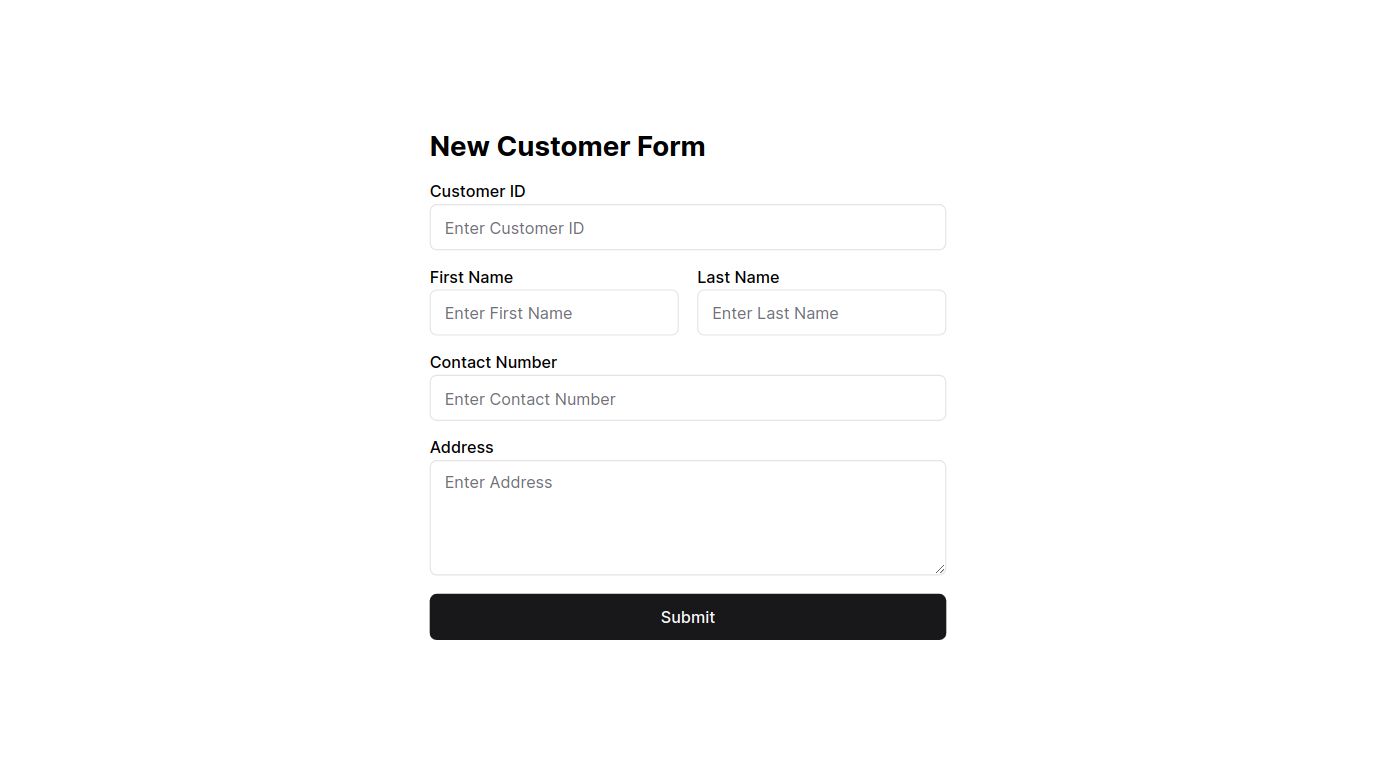 New Customer Form
Customer ID
Enter Customer ID
First Name
Last Name
Enter First Name
Enter Last Name
Contact Number
Enter Contact Number
Address
Enter Address
Submit